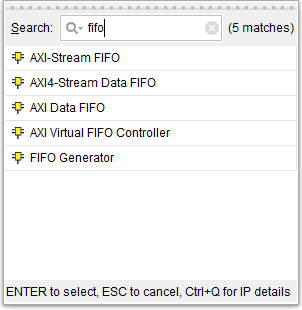 Search: fifo (5 matches)
AXI-Stream FIFO
AXI4-Stream Data FIFO
AXI Data FIFO
AXI Virtual FIFO Controller
FIFO Generator
ENTER to select, ESC to cancel, Ctrl+Q for IP details